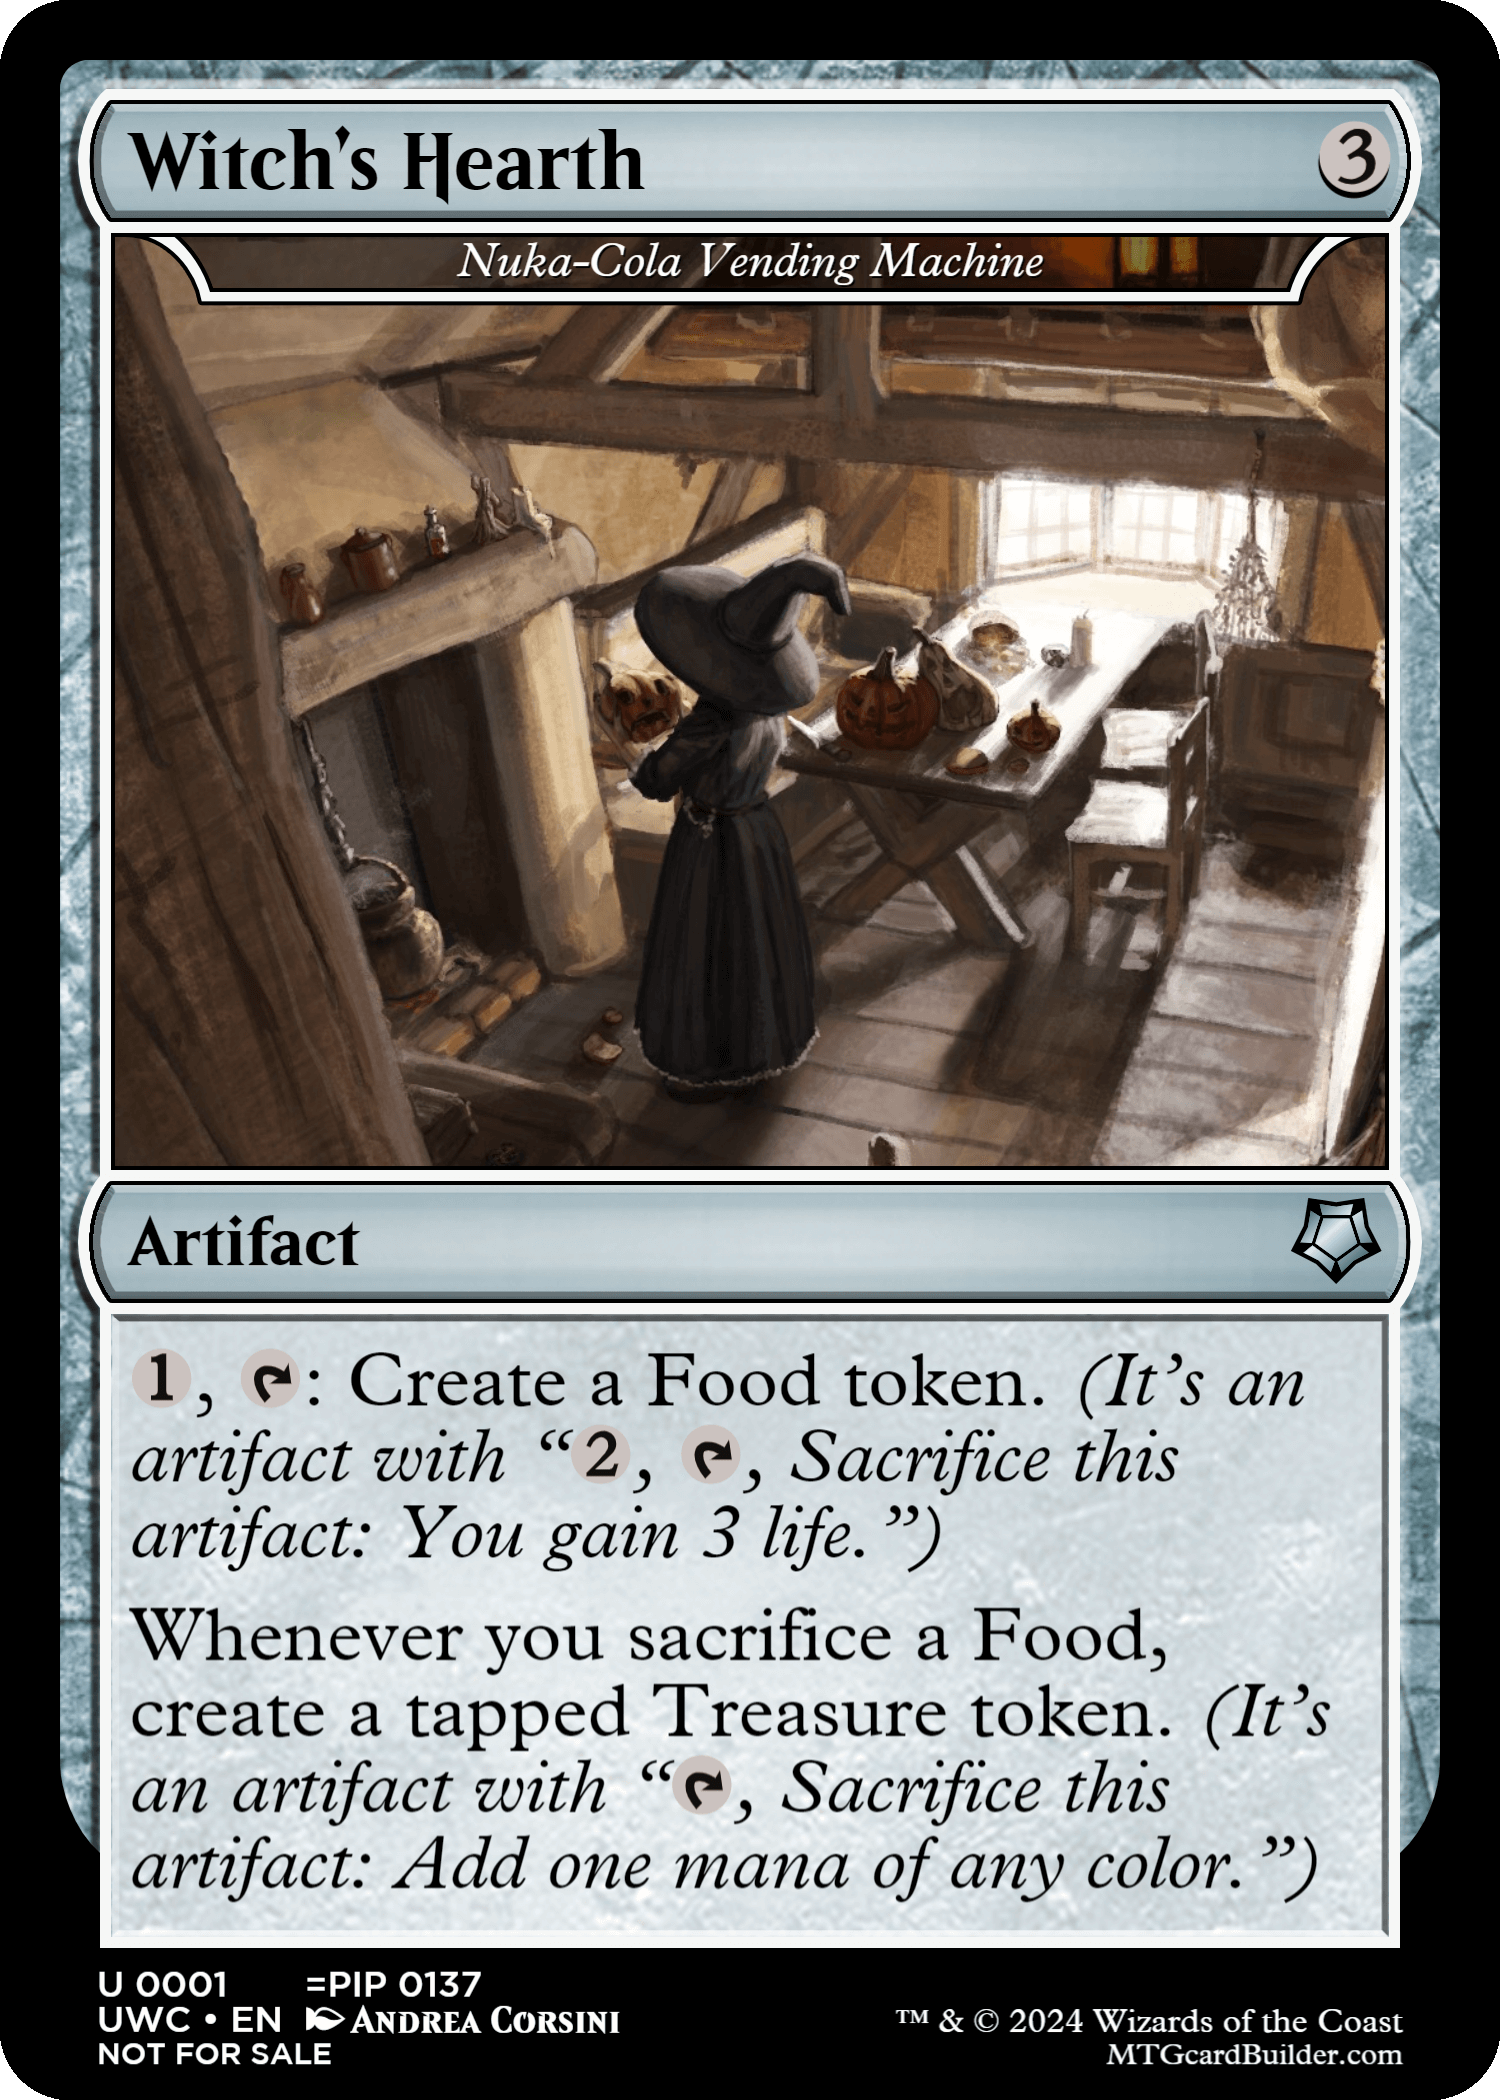 Witch's Hearth 3
Nuka-Cola Vending Machine
Artifact
1, : Create a Food token. (It's an
artifact with “2, , Sacrifice this
artifact: You gain 3 life.”)
Whenever you sacrifice a Food,
create a tapped Treasure token. (It's
an artifact with “, Sacrifice this
artifact: Add one mana of any color.”)
U 0001 =PIP 0137
UWC • EN ANDREA CORSINI
NOT FOR SALE
™ & © 2024 Wizards of the Coast
MTGcardBuilder.com